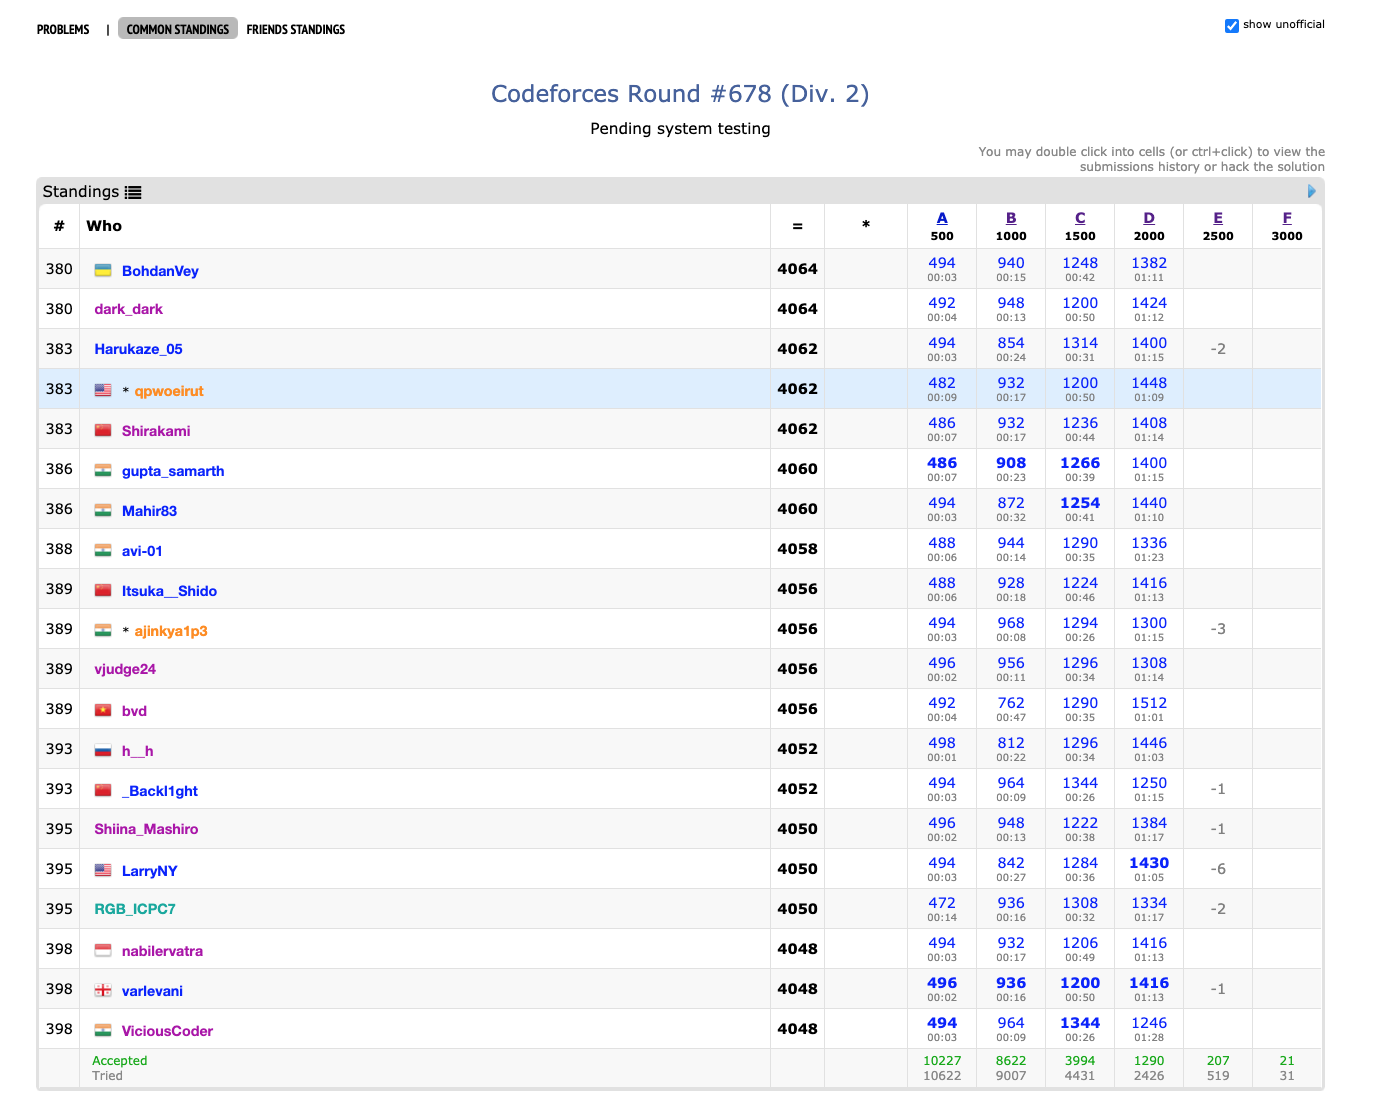 PROBLEMS | COMMON STANDINGS FRIENDS STANDINGS show unofficial
Codeforces Round #678 (Div. 2)
Pending system testing
You may double click into cells (or ctrl+click) to view the
submissions history or hack the solution
Standings
# Who = * A B C D E F
500 1000 1500 2000 2500 3000
380 BohdanVey 4064 494 940 1248 1382
00:03 00:15 00:42 01:11
380 dark_dark 4064 492 948 1200 1424
00:04 00:13 00:50 01:12
383 Harukaze_05 4062 494 854 1314 1400 -2
00:03 00:24 00:31 01:15
383 * qpwoeirut 4062 482 932 1200 1448
00:09 00:17 00:50 01:09
383 Shirakami 4062 486 932 1236 1408
00:07 00:17 00:44 01:14
386 gupta_samarth 4060 486 908 1266 1400
00:07 00:23 00:39 01:15
386 Mahir83 4060 494 872 1254 1440
00:03 00:32 00:41 01:10
388 avi-01 4058 488 944 1290 1336
00:06 00:14 00:35 01:23
389 Itsuka__Shido 4056 488 928 1224 1416
00:06 00:18 00:46 01:13
389 * ajinkya1p3 4056 494 968 1294 1300 -3
00:03 00:08 00:26 01:15
389 vjudge24 4056 496 956 1296 1308
00:02 00:11 00:34 01:14
389 bvd 4056 492 762 1290 1512
00:04 00:47 00:35 01:01
393 h__h 4052 498 812 1296 1446
00:01 00:22 00:34 01:03
393 _Backl1ght 4052 494 964 1344 1250 -1
00:03 00:09 00:26 01:15
395 Shiina_Mashiro 4050 496 948 1222 1384 -1
00:02 00:13 00:38 01:17
395 LarryNY 4050 494 842 1284 1430 -6
00:03 00:27 00:36 01:05
395 RGB_ICPC7 4050 472 936 1308 1334 -2
00:14 00:16 00:32 01:17
398 nabilervatra 4048 494 932 1206 1416
00:03 00:17 00:49 01:13
398 varlevani 4048 496 936 1200 1416 -1
00:02 00:16 00:50 01:13
398 ViciousCoder 4048 494 964 1344 1246
00:03 00:09 00:26 01:28
Accepted 10227 8622 3994 1290 207 21
Tried 10622 9007 4431 2426 519 31